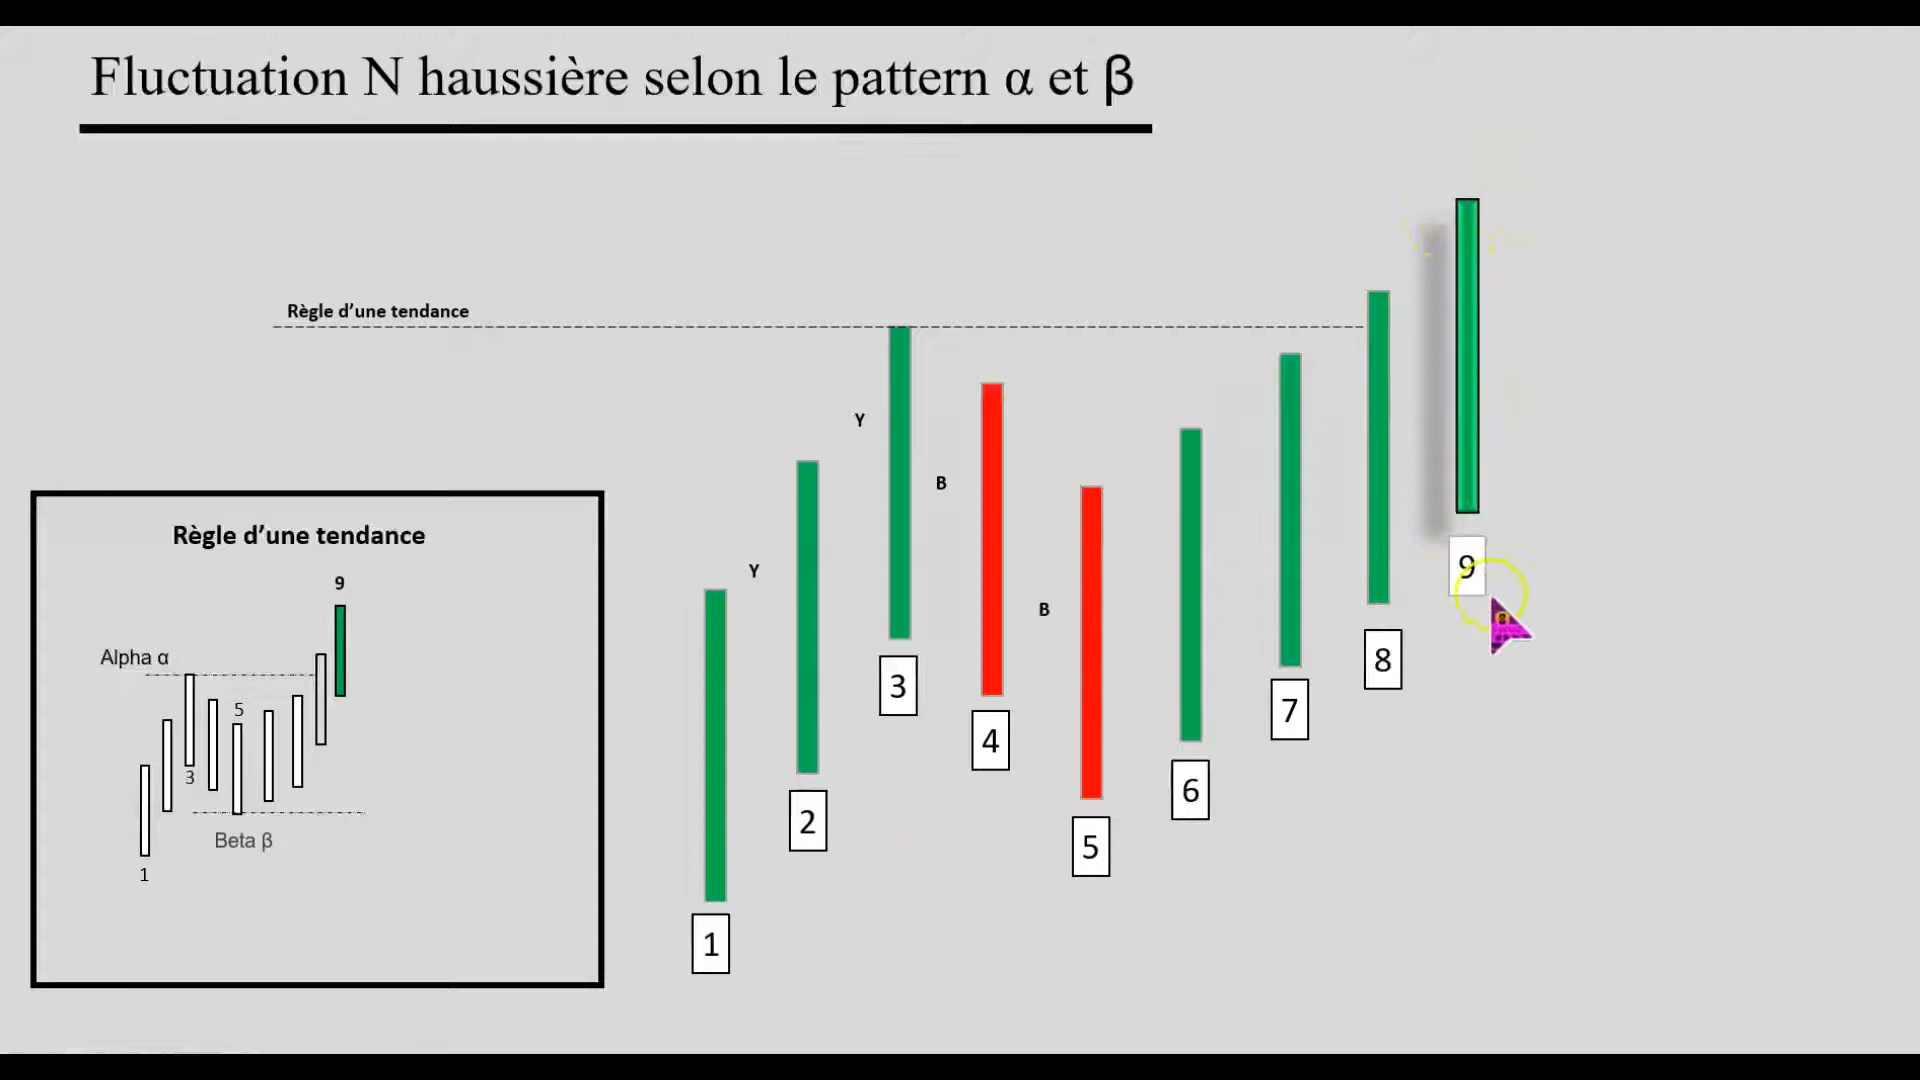 Fluctuation N haussière selon le pattern α et β
Règle d’une tendance
Y
B
Y
B
1
2
3
4
5
6
7
8
9
Règle d’une tendance
9
Alpha α
5
3
Beta β
1